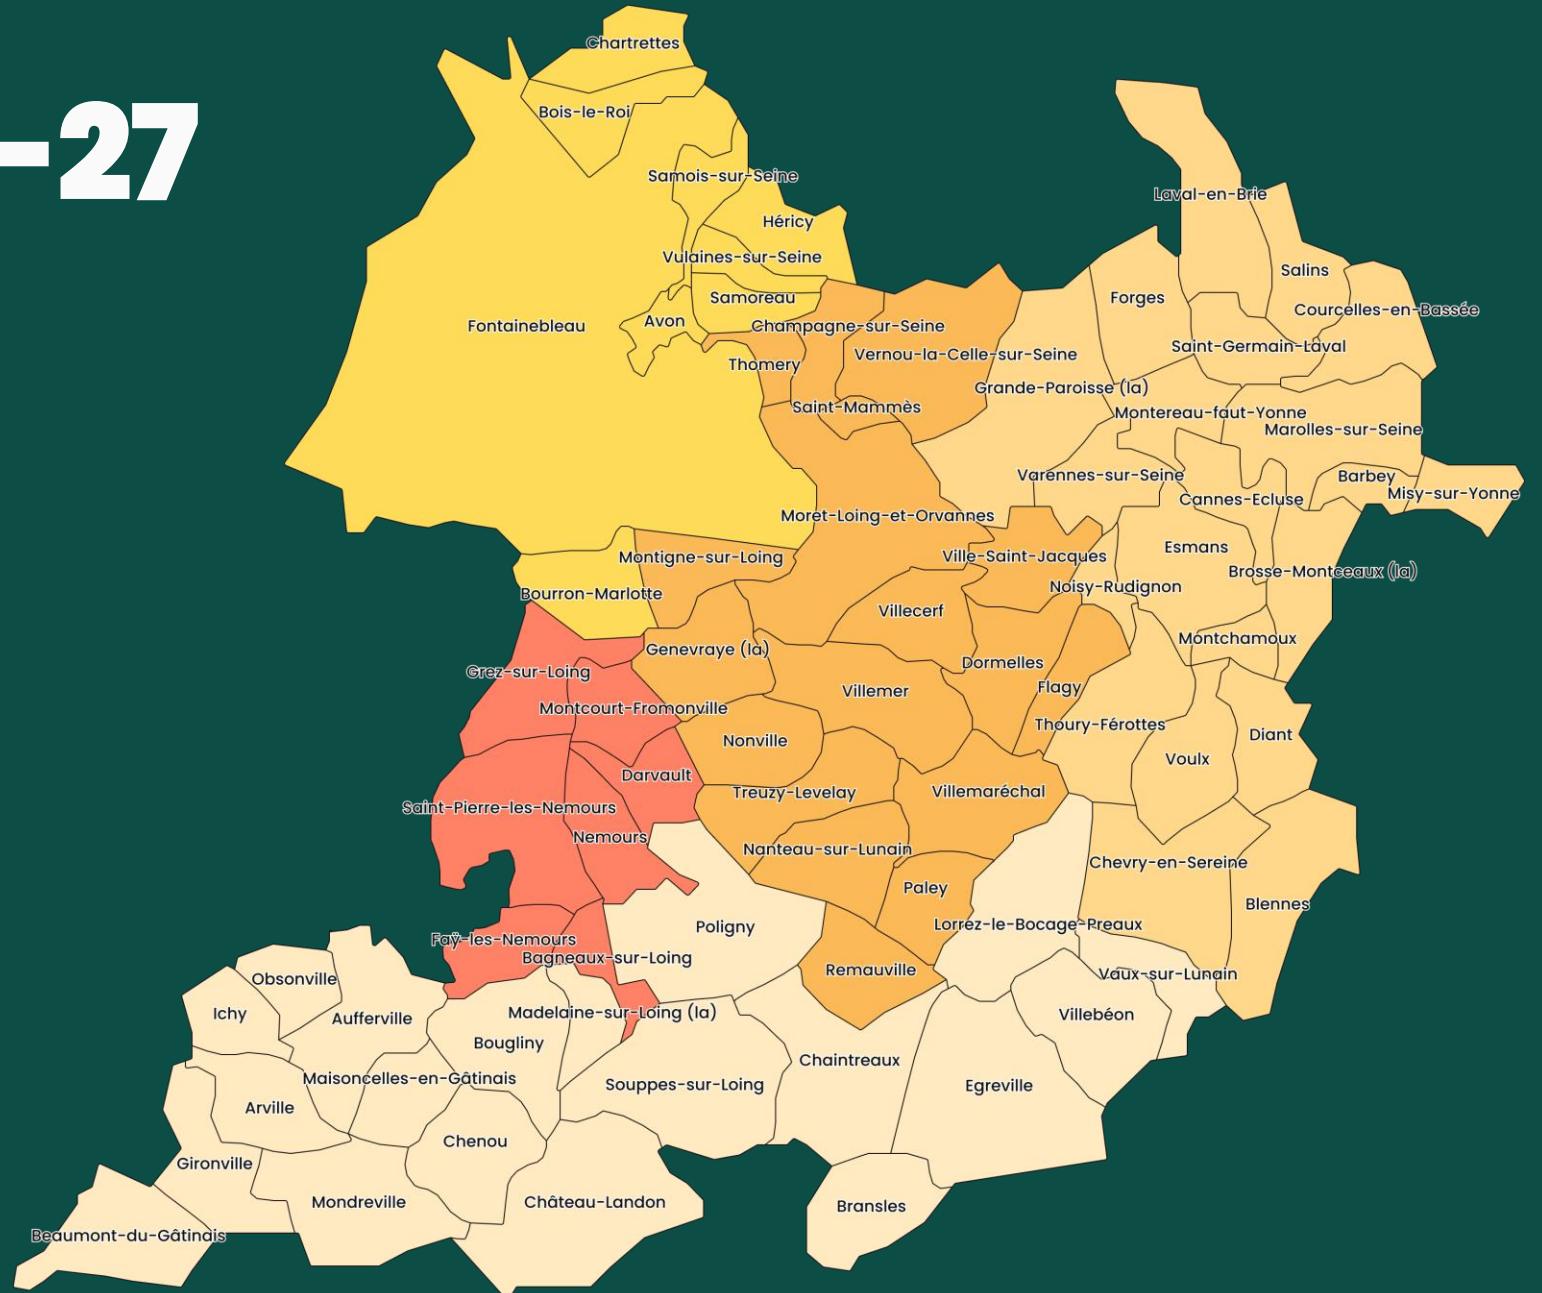 -27
Chartrettes
Bois-le-Roi
Samois-sur-Seine
Laval-en-Brie
Héricy
Vulaines-sur-Seine
Salins
Samoreau
Forges
Courcelles-en-Bassée
Avon
Fontainebleau
Champagne-sur-Seine
Saint-Germain-Laval
Vernou-la-Celle-sur-Seine
Thomery
Grande-Paroisse (la)
Saint-Mammès
Montereau-faut-Yonne
Marolles-sur-Seine
Varennes-sur-Seine
Barbey
Misy-sur-Yonne
Cannes-Ecluse
Moret-Loing-et-Orvannes
Esmans
Montigne-sur-Loing
Ville-Saint-Jacques
Brosse-Montceaux (la)
Noisy-Rudignon
Bourron-Marlotte
Villecerf
Montchamoux
Genevraye (la)
Dormelles
Grez-sur-Loing
Flagy
Villemer
Montcourt-Fromonville
Thoury-Férottes
Diant
Nonville
Voulx
Darvault
Treuzy-Levelay
Villemaréchal
Saint-Pierre-les-Nemours
Nemours
Nanteau-sur-Lunain
Chevry-en-Sereine
Paley
Blennes
Lorrez-le-Bocage-Preaux
Poligny
Faÿ-les-Nemours
Bagneaux-sur-Loing
Remauville
Vaux-sur-Lunain
Obsonville
Ichy
Madelaine-sur-Loing (la)
Villebéon
Aufferville
Bougliny
Chaintreaux
Maisoncelles-en-Gâtinais
Souppes-sur-Loing
Egreville
Arville
Chenou
Gironville
Mondreville
Château-Landon
Bransles
Beaumont-du-Gâtinais